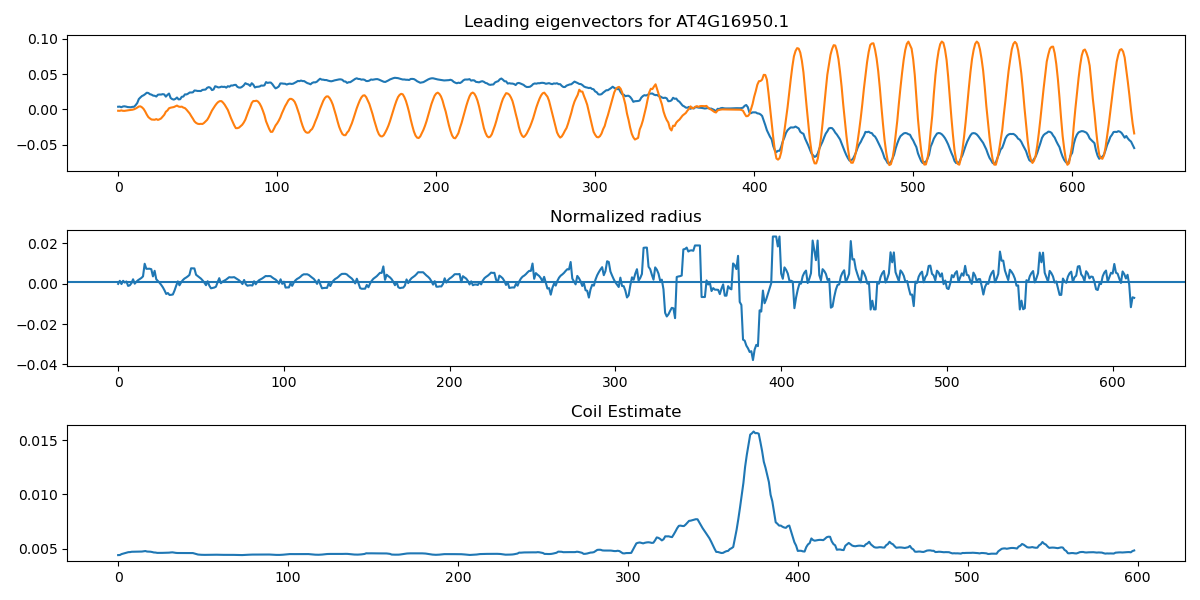 Leading eigenvectors for AT4G16950.1
0.10
0.05
0.00
−0.05
0 100 200 300 400 500 600
Normalized radius
0.02
0.00
−0.02
−0.04
0 100 200 300 400 500 600
Coil Estimate
0.015
0.010
0.005
0 100 200 300 400 500 600